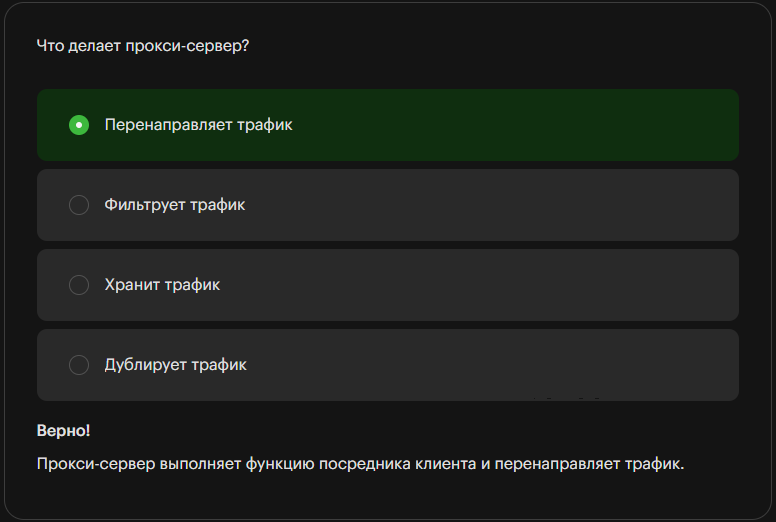 Что делает прокси-сервер?
Перенаправляет трафик
Фильтрует трафик
Хранит трафик
Дублирует трафик
Верно!
Прокси-сервер выполняет функцию посредника клиента и перенаправляет трафик.